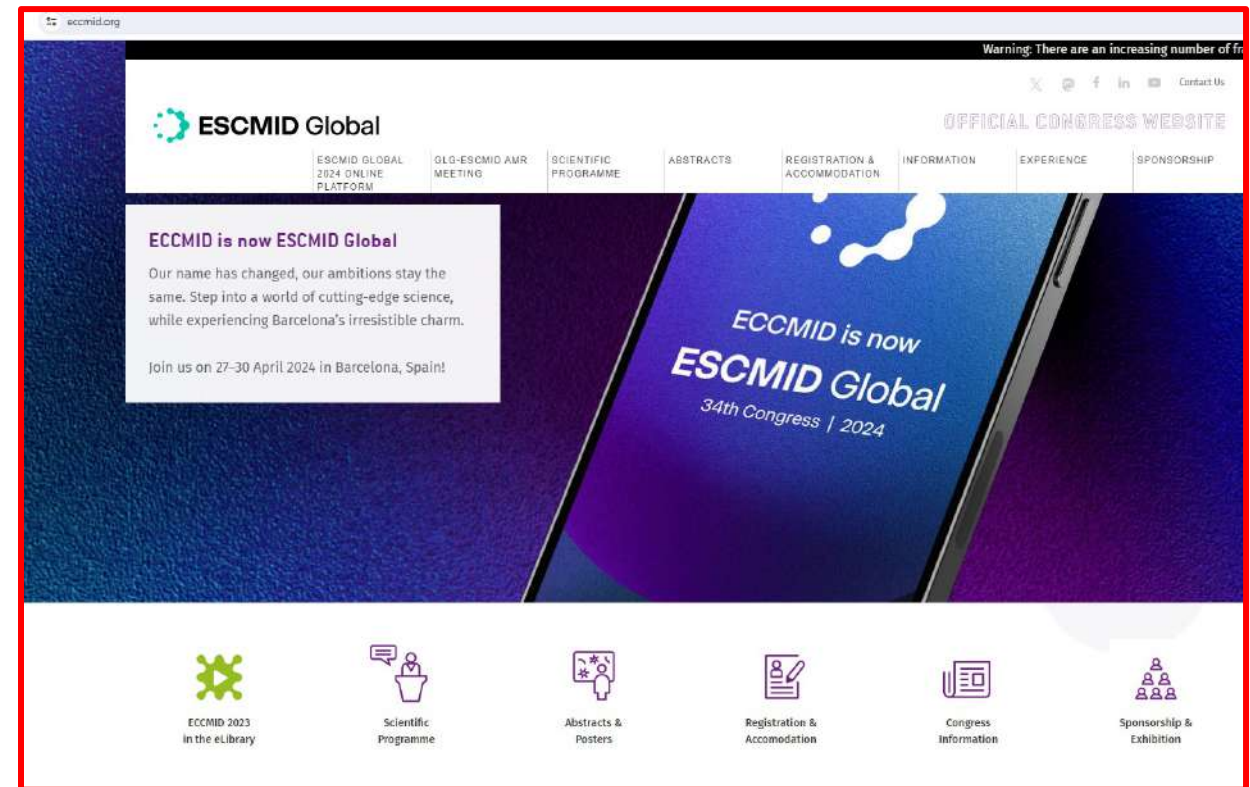 eccmid.org
Warning: There are an increasing number of
Contact Us
ESCMID Global
OFFICIAL CONGRESS WEBSITE
ESCMID GLOBAL
2024 ONLINE
PLATFORM
GLG-ESCMID AMR
MEETING
SCIENTIFIC
PROGRAMME
ABSTRACTS
REGISTRATION &
ACCOMMODATION
INFORMATION
EXPERIENCE
SPONSORSHIP
ECCMID is now ESCMID Global
Our name has changed, our ambitions stay the
same. Step into a world of cutting-edge science,
while experiencing Barcelona's irresistible charm.
Join us on 27-30 April 2024 in Barcelona, Spain!
ECCMID is now
ESCMID Global
34th Congress | 2024
ECCMID 2023
in the eLibrary
Scientific
Programme
Abstracts &
Posters
Registration &
Accomodation
Congress
Information
Sponsorship &
Exhibition